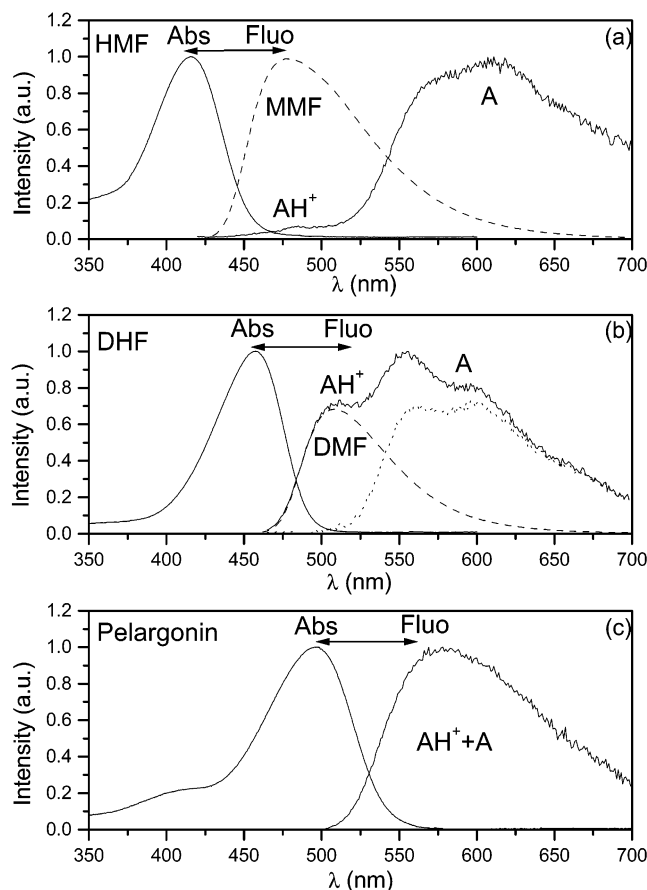 HMF Abs Fluo (a)
MMF
A
AH⁺
Intensity (a.u.)
0.0 0.2 0.4 0.6 0.8 1.0 1.2
350 400 450 500 550 600 650 700
λ (nm)
DHF Abs Fluo (b)
AH⁺
A
DMF
Intensity (a.u.)
0.0 0.2 0.4 0.6 0.8 1.0 1.2
350 400 450 500 550 600 650 700
λ (nm)
Pelargonin Abs Fluo (c)
AH⁺+A
Intensity (a.u.)
0.0 0.2 0.4 0.6 0.8 1.0 1.2
350 400 450 500 550 600 650 700
λ (nm)